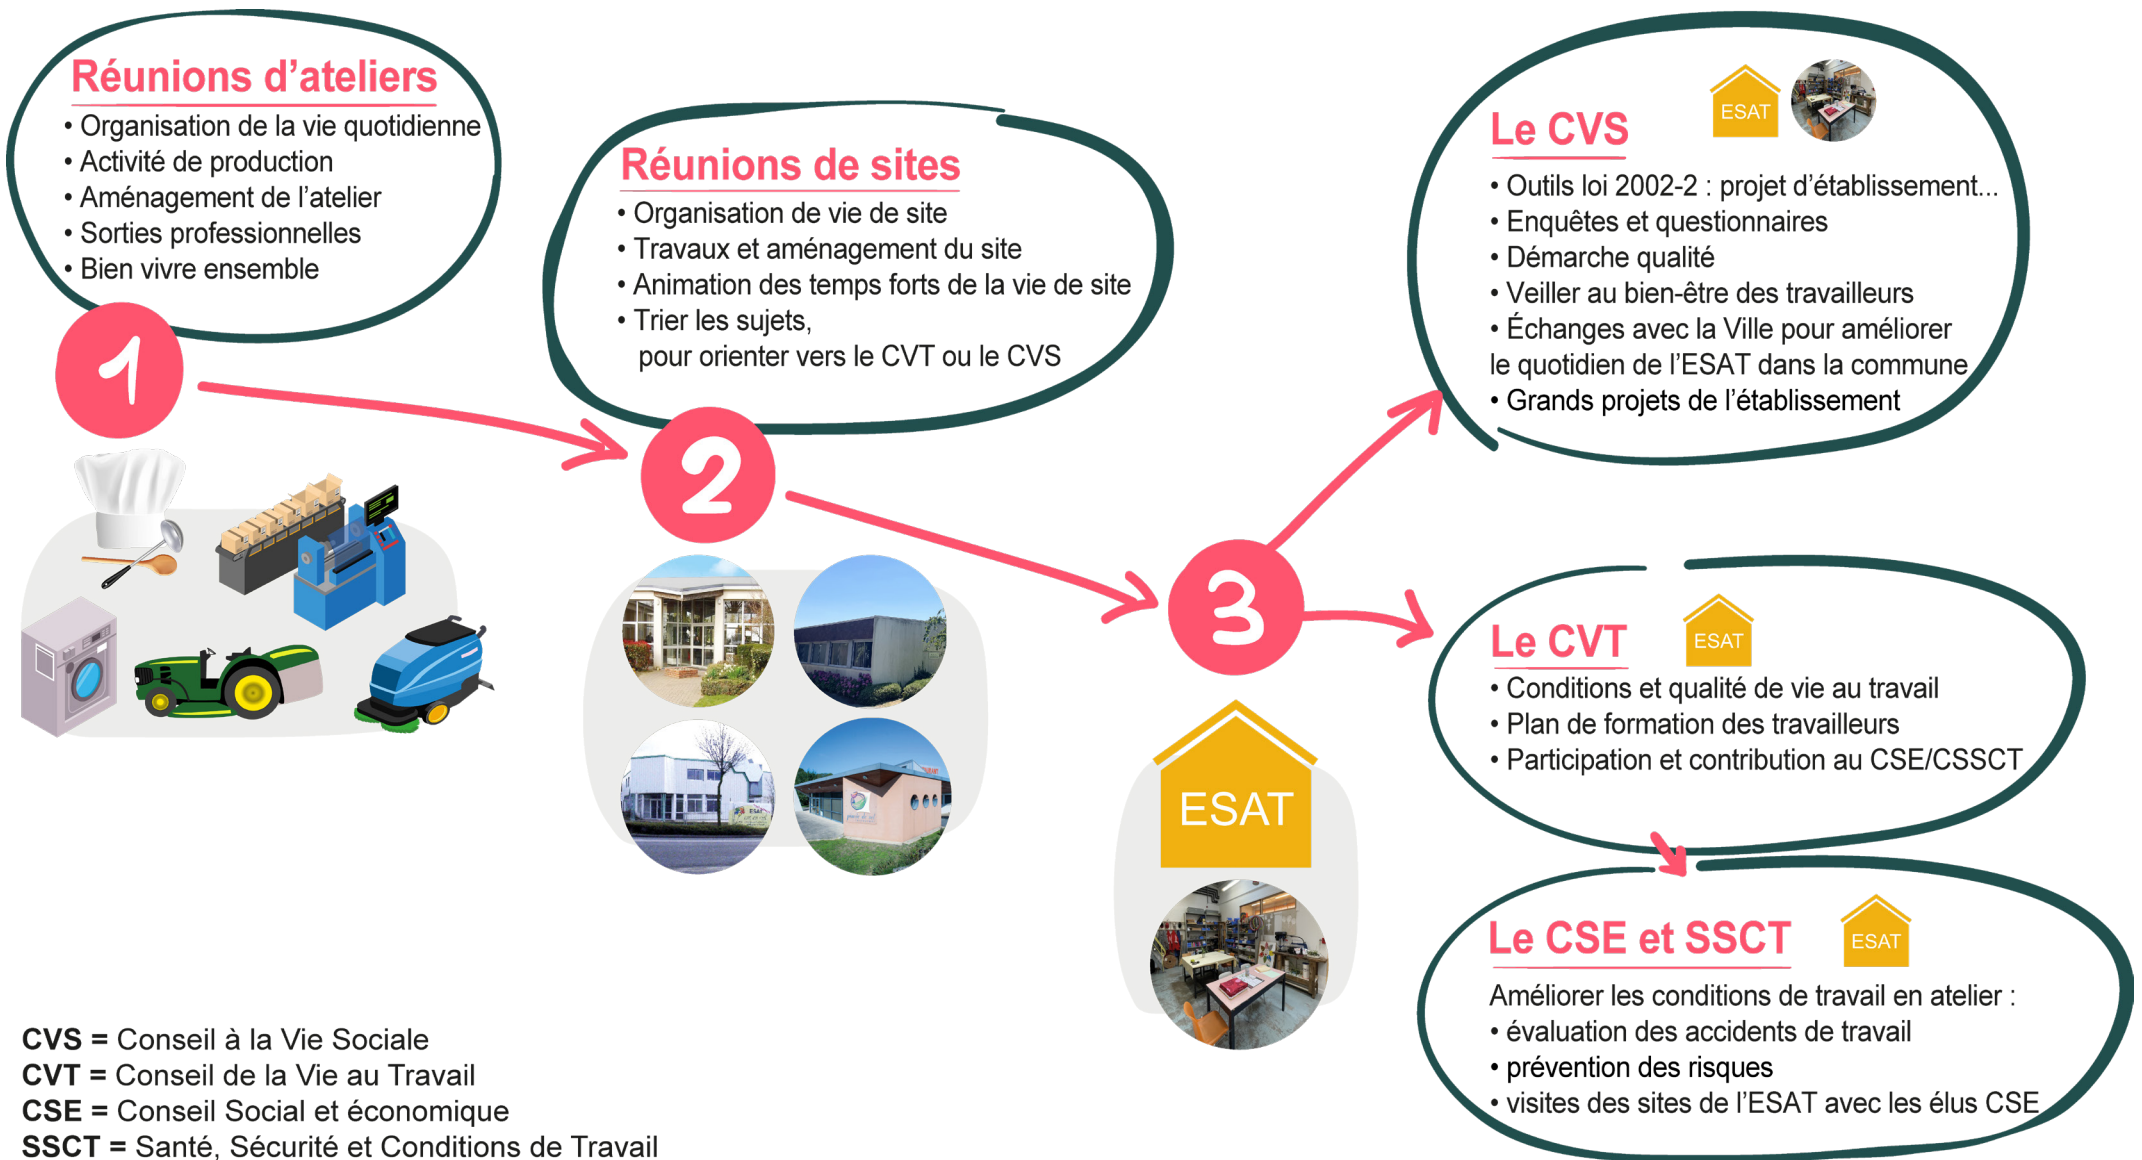 Réunions d'ateliers
• Organisation de la vie quotidienne
• Activité de production
• Aménagement de l'atelier
• Sorties professionnelles
• Bien vivre ensemble
1
Réunions de sites
• Organisation de vie de site
• Travaux et aménagement du site
• Animation des temps forts de la vie de site
• Trier les sujets,
pour orienter vers le CVT ou le CVS
2
3
ESAT
Le CVS
ESAT
• Outils loi 2002-2 : projet d'établissement...
• Enquêtes et questionnaires
• Démarche qualité
• Veiller au bien-être des travailleurs
• Échanges avec la Ville pour améliorer
le quotidien de l'ESAT dans la commune
• Grands projets de l'établissement
Le CVT
ESAT
• Conditions et qualité de vie au travail
• Plan de formation des travailleurs
• Participation et contribution au CSE/CSSCT
Le CSE et SSCT
ESAT
Améliorer les conditions de travail en atelier :
• évaluation des accidents de travail
• prévention des risques
• visites des sites de l'ESAT avec les élus CSE
CVS = Conseil à la Vie Sociale
CVT = Conseil de la Vie au Travail
CSE = Conseil Social et économique
SSCT = Santé, Sécurité et Conditions de Travail